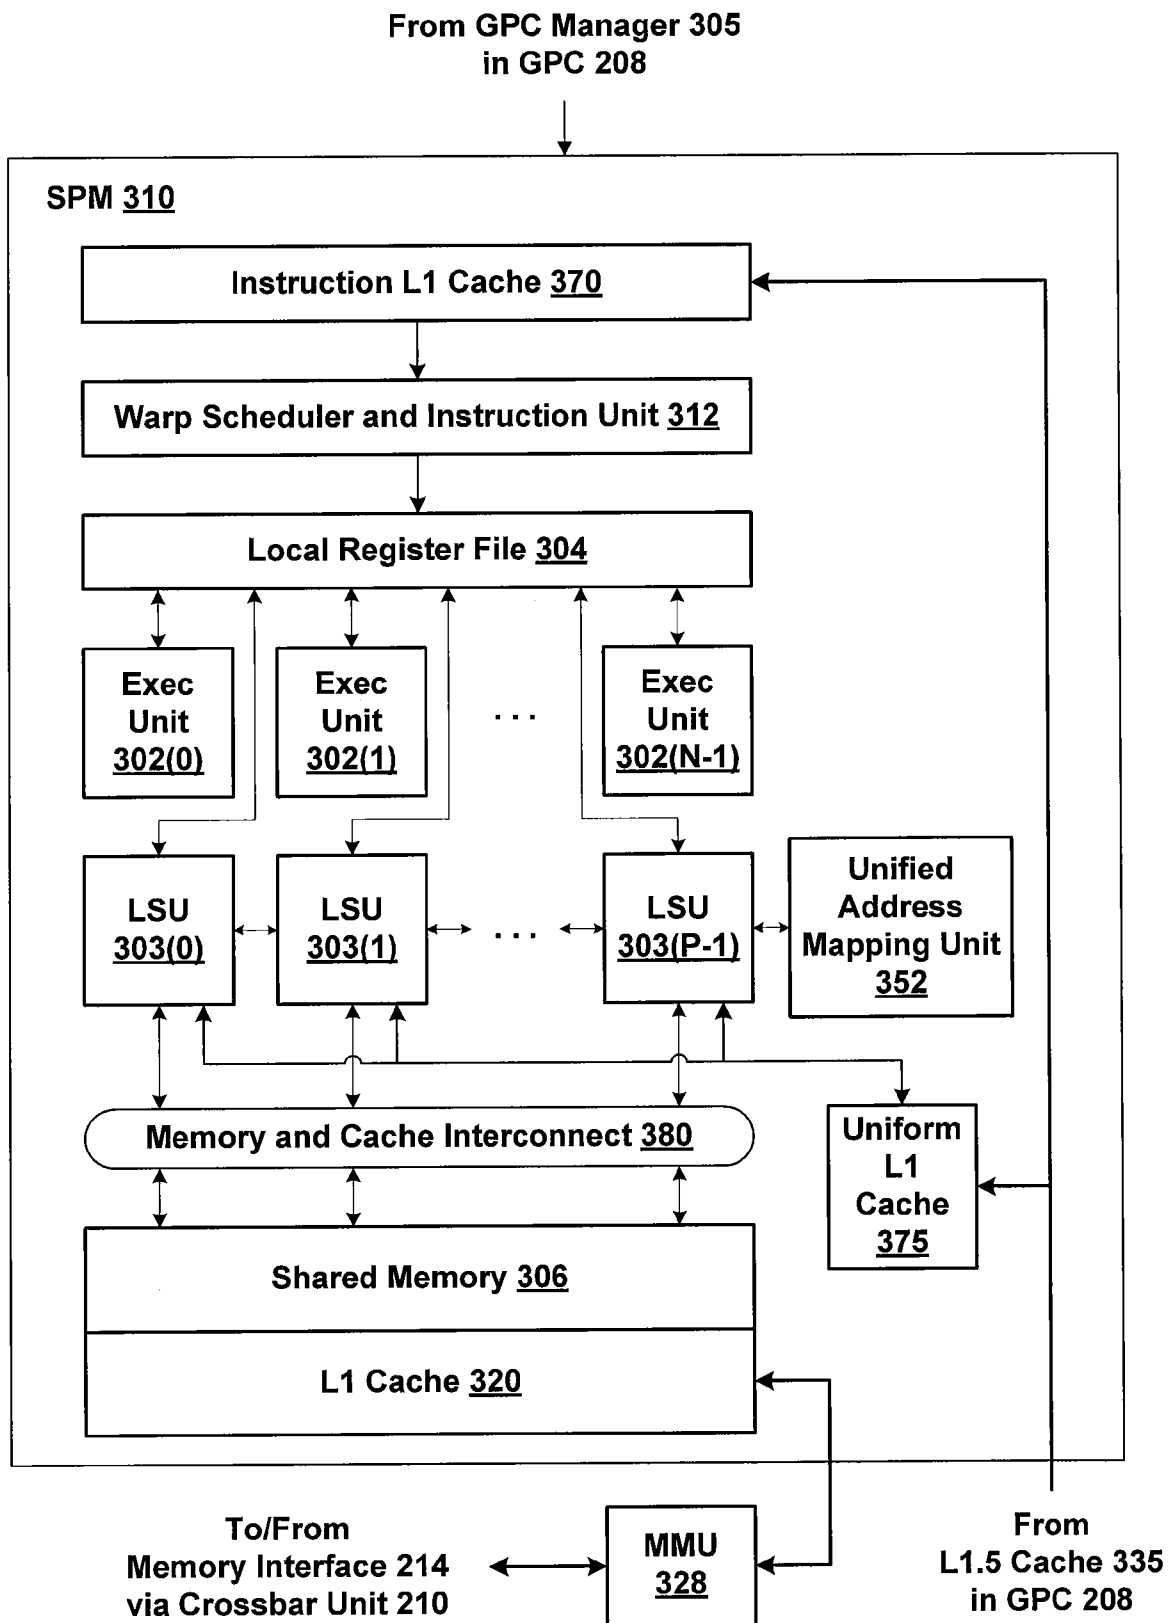 From GPC Manager 305
in GPC 208
SPM 310
Instruction L1 Cache 370
Warp Scheduler and Instruction Unit 312
Local Register File 304
Exec
Unit
302(0)
Exec
Unit
302(1)
. . .
Exec
Unit
302(N-1)
LSU
303(0)
LSU
303(1)
. . .
LSU
303(P-1)
Unified
Address
Mapping Unit
352
Memory and Cache Interconnect 380
Uniform
L1
Cache
375
Shared Memory 306
L1 Cache 320
To/From
Memory Interface 214
via Crossbar Unit 210
MMU
328
From
L1.5 Cache 335
in GPC 208